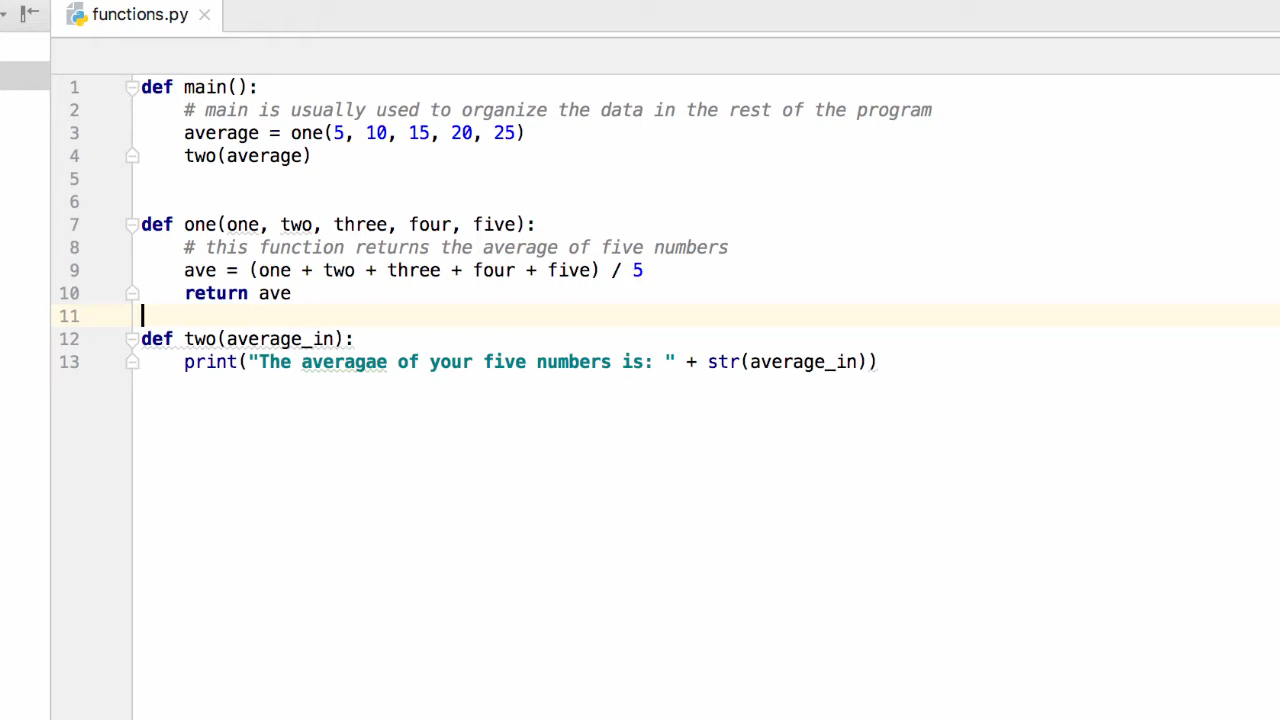 functions.py
1 def main():
2 # main is usually used to organize the data in the rest of the program
3 average = one(5, 10, 15, 20, 25)
4 two(average)
5
6
7 def one(one, two, three, four, five):
8 # this function returns the average of five numbers
9 ave = (one + two + three + four + five) / 5
10 return ave
11
12 def two(average_in):
13 print("The averagae of your five numbers is: " + str(average_in))